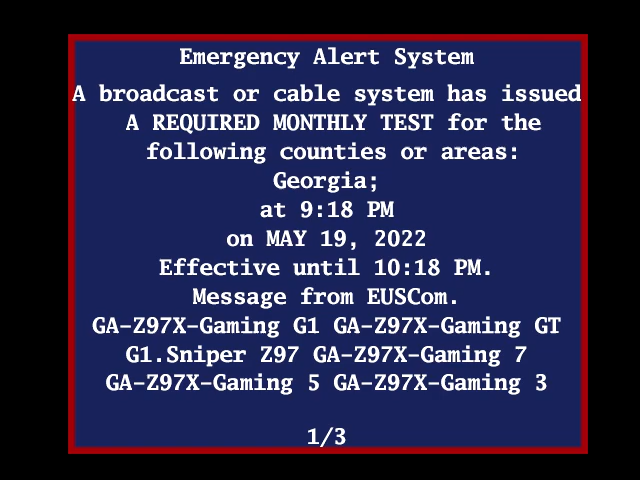 Emergency Alert System
A broadcast or cable system has issued
A REQUIRED MONTHLY TEST for the
following counties or areas:
Georgia;
at 9:18 PM
on MAY 19, 2022
Effective until 10:18 PM.
Message from EUSCom.
GA-Z97X-Gaming G1 GA-Z97X-Gaming GT
G1.Sniper Z97 GA-Z97X-Gaming 7
GA-Z97X-Gaming 5 GA-Z97X-Gaming 3
1/3